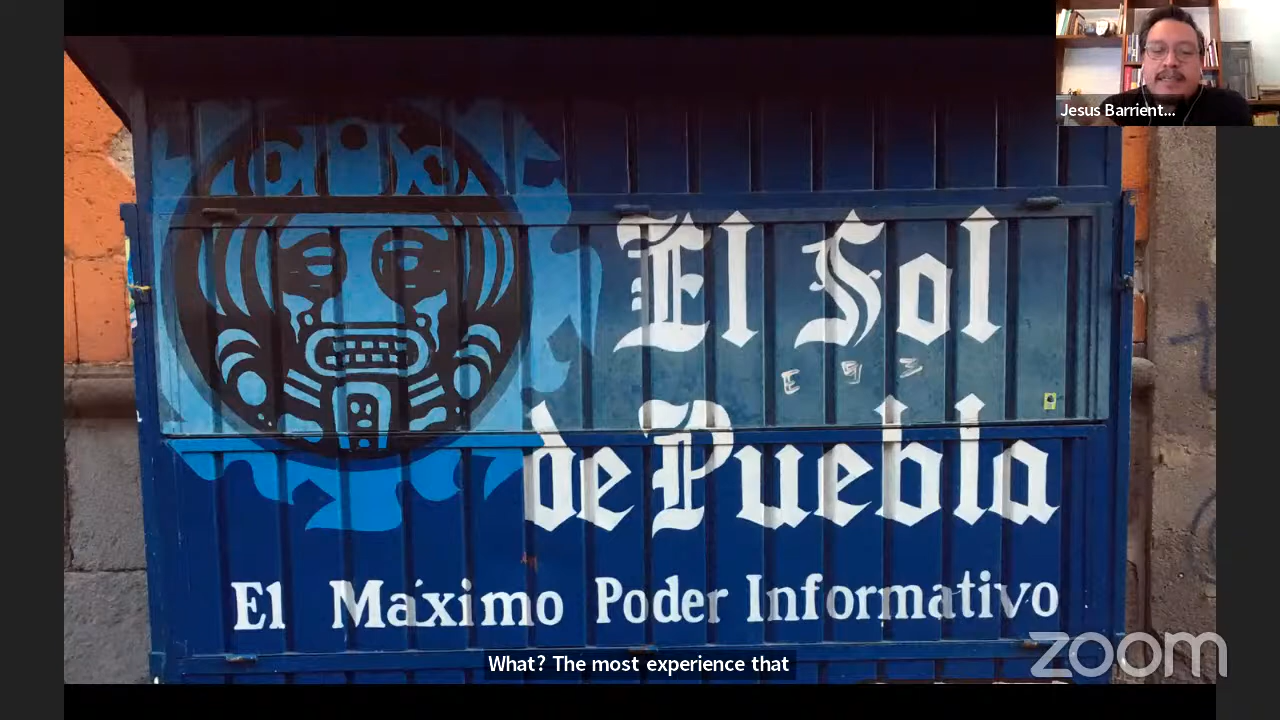 Jesus Barrient...
El Sol
de Puebla
El Máximo Poder Informativo
What? The most experience that
zoom